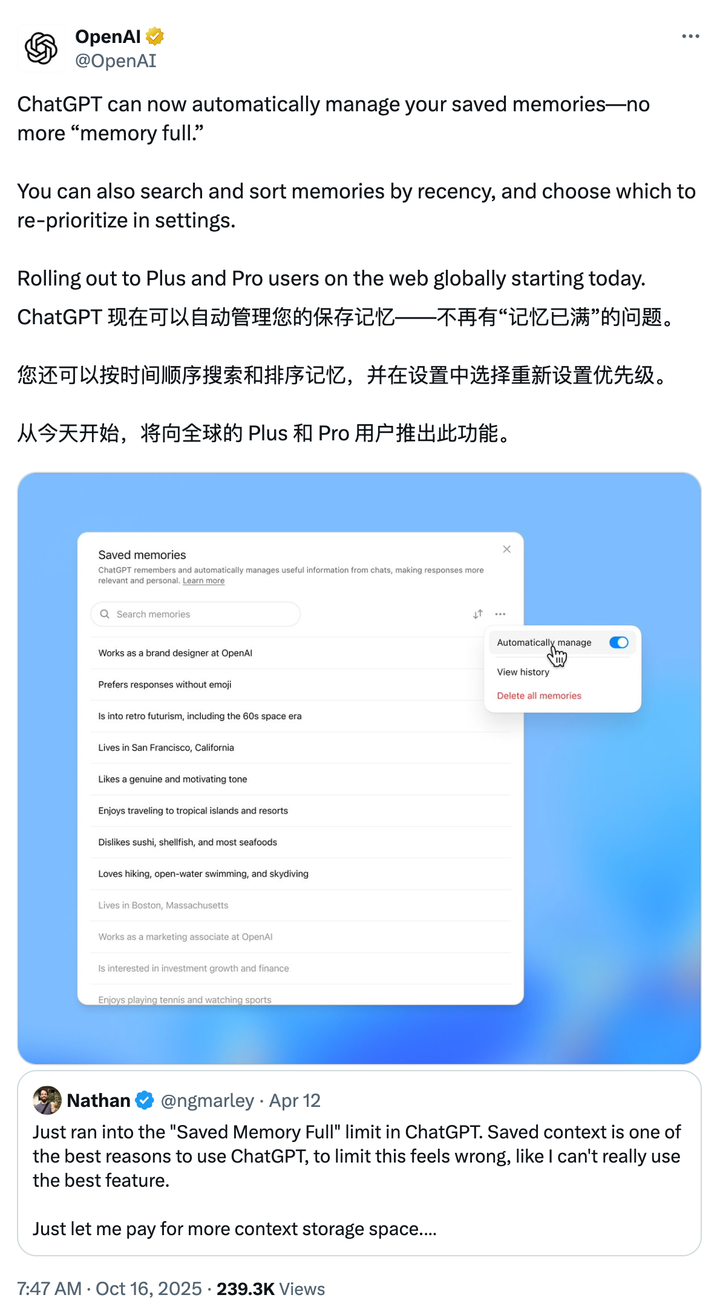 OpenAI
@OpenAI
ChatGPT can now automatically manage your saved memories—no
more “memory full.”
You can also search and sort memories by recency, and choose which to
re-prioritize in settings.
Rolling out to Plus and Pro users on the web globally starting today.
ChatGPT 现在可以自动管理您的保存记忆——不再有“记忆已满”的问题。
您还可以按时间顺序搜索和排序记忆，并在设置中选择重新设置优先级。
从今天开始，将向全球的 Plus 和 Pro 用户推出此功能。
Saved memories
ChatGPT remembers and automatically manages useful information from chats, making responses more
relevant and personal. Learn more
Search memories
Automatically manage
View history
Delete all memories
Works as a brand designer at OpenAI
Prefers responses without emoji
Is into retro futurism, including the 60s space era
Lives in San Francisco, California
Likes a genuine and motivating tone
Enjoys traveling to tropical islands and resorts
Dislikes sushi, shellfish, and most seafoods
Loves hiking, open-water swimming, and skydiving
Lives in Boston, Massachusetts
Works as a marketing associate at OpenAI
Is interested in investment growth and finance
Enjoys playing tennis and watching sports
Nathan @ngmarley · Apr 12
Just ran into the "Saved Memory Full" limit in ChatGPT. Saved context is one of
the best reasons to use ChatGPT, to limit this feels wrong, like I can't really use
the best feature.
Just let me pay for more context storage space....
7:47 AM · Oct 16, 2025 · 239.3K Views